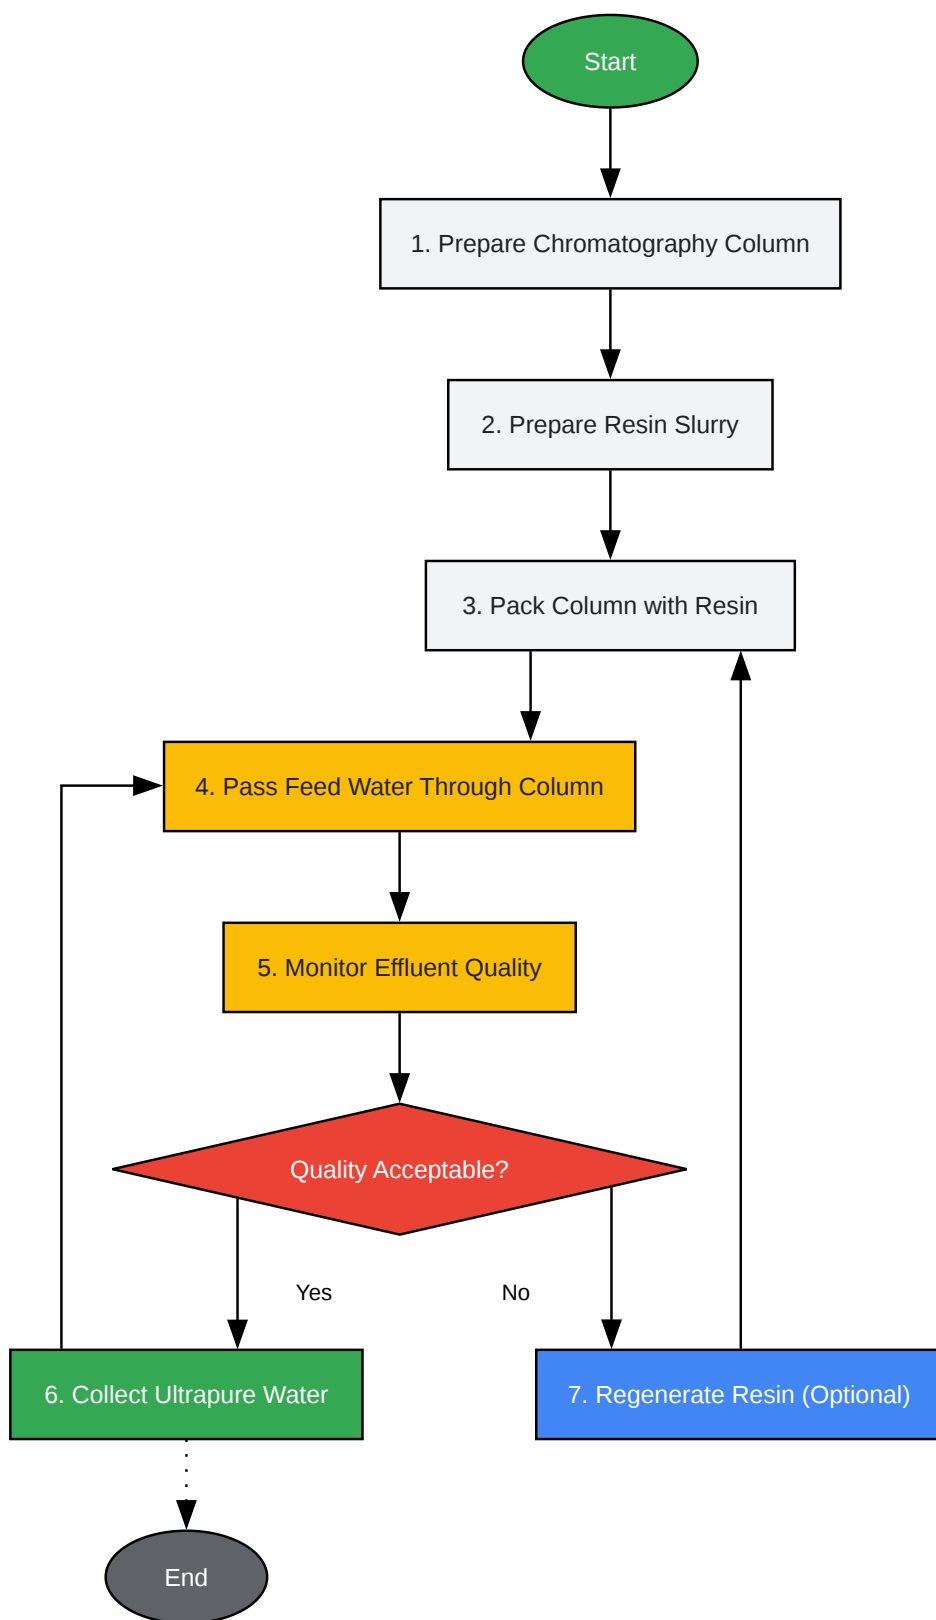 Start
1. Prepare Chromatography Column
2. Prepare Resin Slurry
3. Pack Column with Resin
4. Pass Feed Water Through Column
5. Monitor Effluent Quality
Quality Acceptable?
Yes
No
6. Collect Ultrapure Water
7. Regenerate Resin (Optional)
End